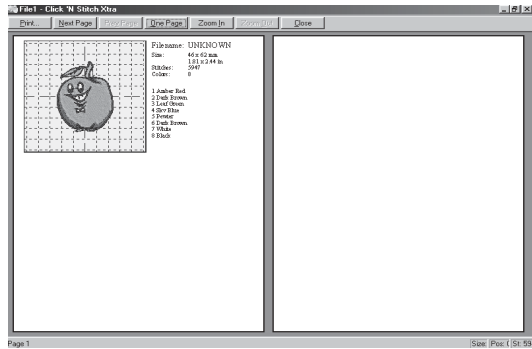 File1 - Click 'N Stitch Xtra
Print... Next Page Prev Page One Page Zoom In Zoom Out Close
Filename: UNKNOWN
Size: 46 x 62 mm
1.81 x 2.44 in
Stitches: 5947
Colors: 8
1 Amber Red
2 Dark Brown
3 Leaf Green
4 Sky Blue
5 Pewter
6 Dark Brown
7 White
8 Black
Page 1 Size: Pos: ( St: 59